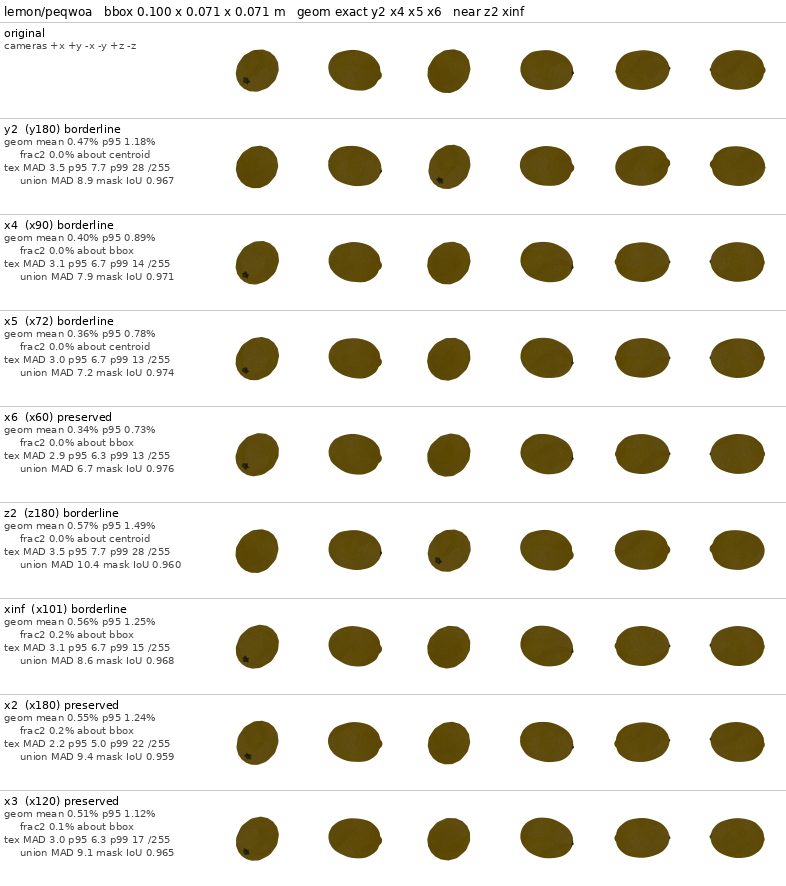 lemon/peqwoa   bbox 0.100 x 0.071 x 0.071 m   geom exact y2 x4 x5 x6   near z2 xinf
original
cameras +x +y -x -y +z -z
y2  (y180) borderline
geom mean 0.47% p95 1.18%
frac2 0.0% about centroid
tex MAD 3.5 p95 7.7 p99 28 /255
union MAD 8.9 mask IoU 0.967
x4  (x90) borderline
geom mean 0.40% p95 0.89%
frac2 0.0% about bbox
tex MAD 3.1 p95 6.7 p99 14 /255
union MAD 7.9 mask IoU 0.971
x5  (x72) borderline
geom mean 0.36% p95 0.78%
frac2 0.0% about centroid
tex MAD 3.0 p95 6.7 p99 13 /255
union MAD 7.2 mask IoU 0.974
x6  (x60) preserved
geom mean 0.34% p95 0.73%
frac2 0.0% about bbox
tex MAD 2.9 p95 6.3 p99 13 /255
union MAD 6.7 mask IoU 0.976
z2  (z180) borderline
geom mean 0.57% p95 1.49%
frac2 0.0% about centroid
tex MAD 3.5 p95 7.7 p99 28 /255
union MAD 10.4 mask IoU 0.960
xinf  (x101) borderline
geom mean 0.56% p95 1.25%
frac2 0.2% about bbox
tex MAD 3.1 p95 6.7 p99 15 /255
union MAD 8.6 mask IoU 0.968
x2  (x180) preserved
geom mean 0.55% p95 1.24%
frac2 0.2% about bbox
tex MAD 2.2 p95 5.0 p99 22 /255
union MAD 9.4 mask IoU 0.959
x3  (x120) preserved
geom mean 0.51% p95 1.12%
frac2 0.1% about bbox
tex MAD 3.0 p95 6.3 p99 17 /255
union MAD 9.1 mask IoU 0.965